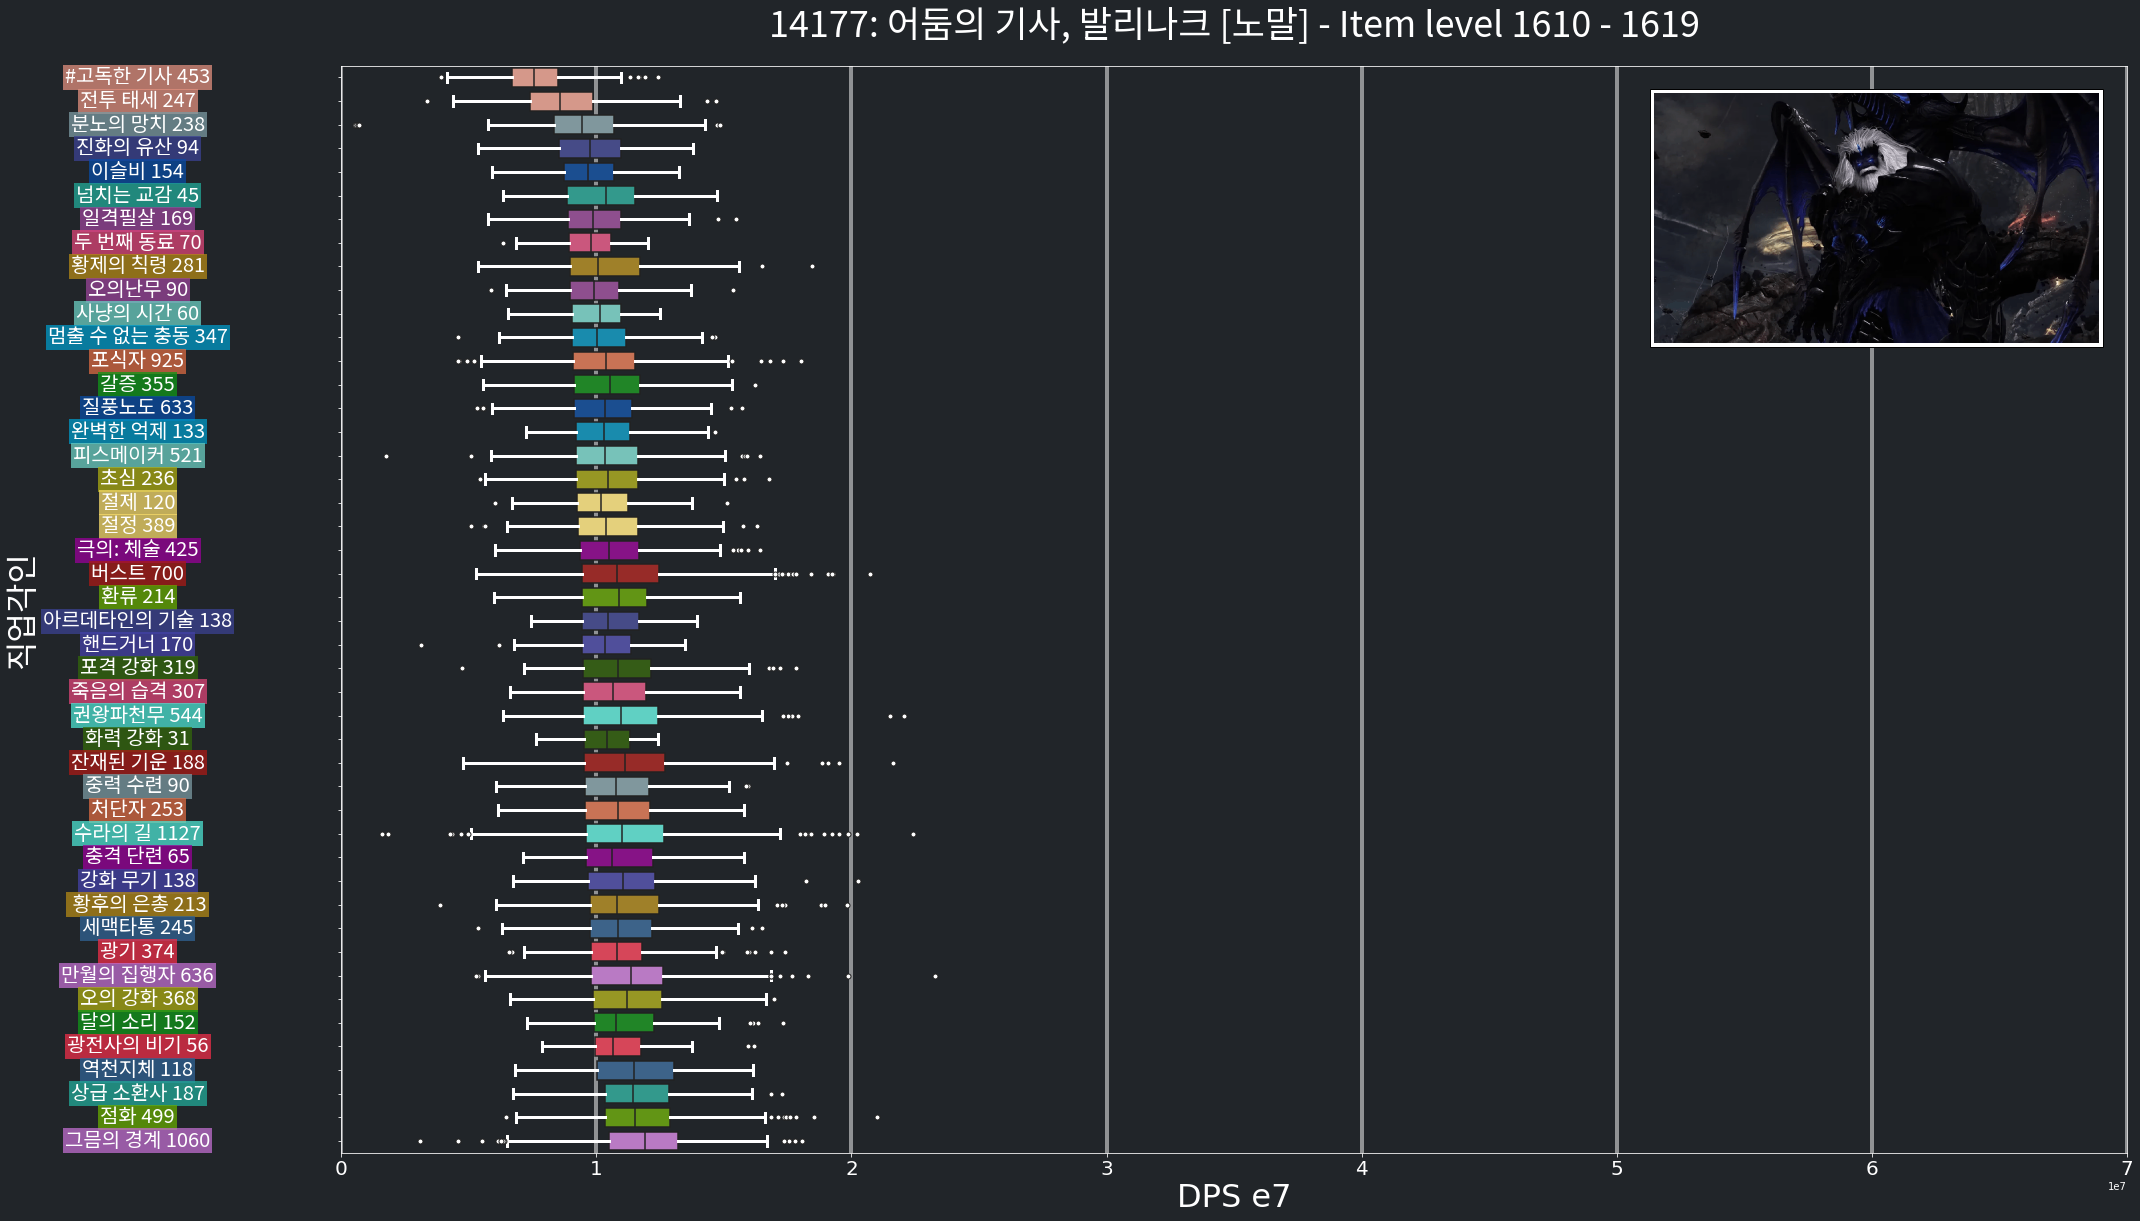 14177: 어둠의 기사, 발리나크 [노말] - Item level 1610 - 1619
#고독한 기사 453
전투 태세 247
분노의 망치 238
진화의 유산 94
이슬비 154
넘치는 교감 45
일격필살 169
두 번째 동료 70
황제의 칙령 281
오의난무 90
사냥의 시간 60
멈출 수 없는 충동 347
포식자 925
갈증 355
질풍노도 633
완벽한 억제 133
피스메이커 521
초심 236
절제 120
절정 389
극의: 체술 425
버스트 700
환류 214
아르데타인의 기술 138
핸드거너 170
포격 강화 319
죽음의 습격 307
권왕파천무 544
화력 강화 31
잔재된 기운 188
중력 수련 90
처단자 253
수라의 길 1127
충격 단련 65
강화 무기 138
황후의 은총 213
세맥타통 245
광기 374
만월의 집행자 636
오의 강화 368
달의 소리 152
광전사의 비기 56
역천지체 118
상급 소환사 187
점화 499
그믐의 경계 1060
직업각인
0 1 2 3 4 5 6 7
1e7
DPS e7